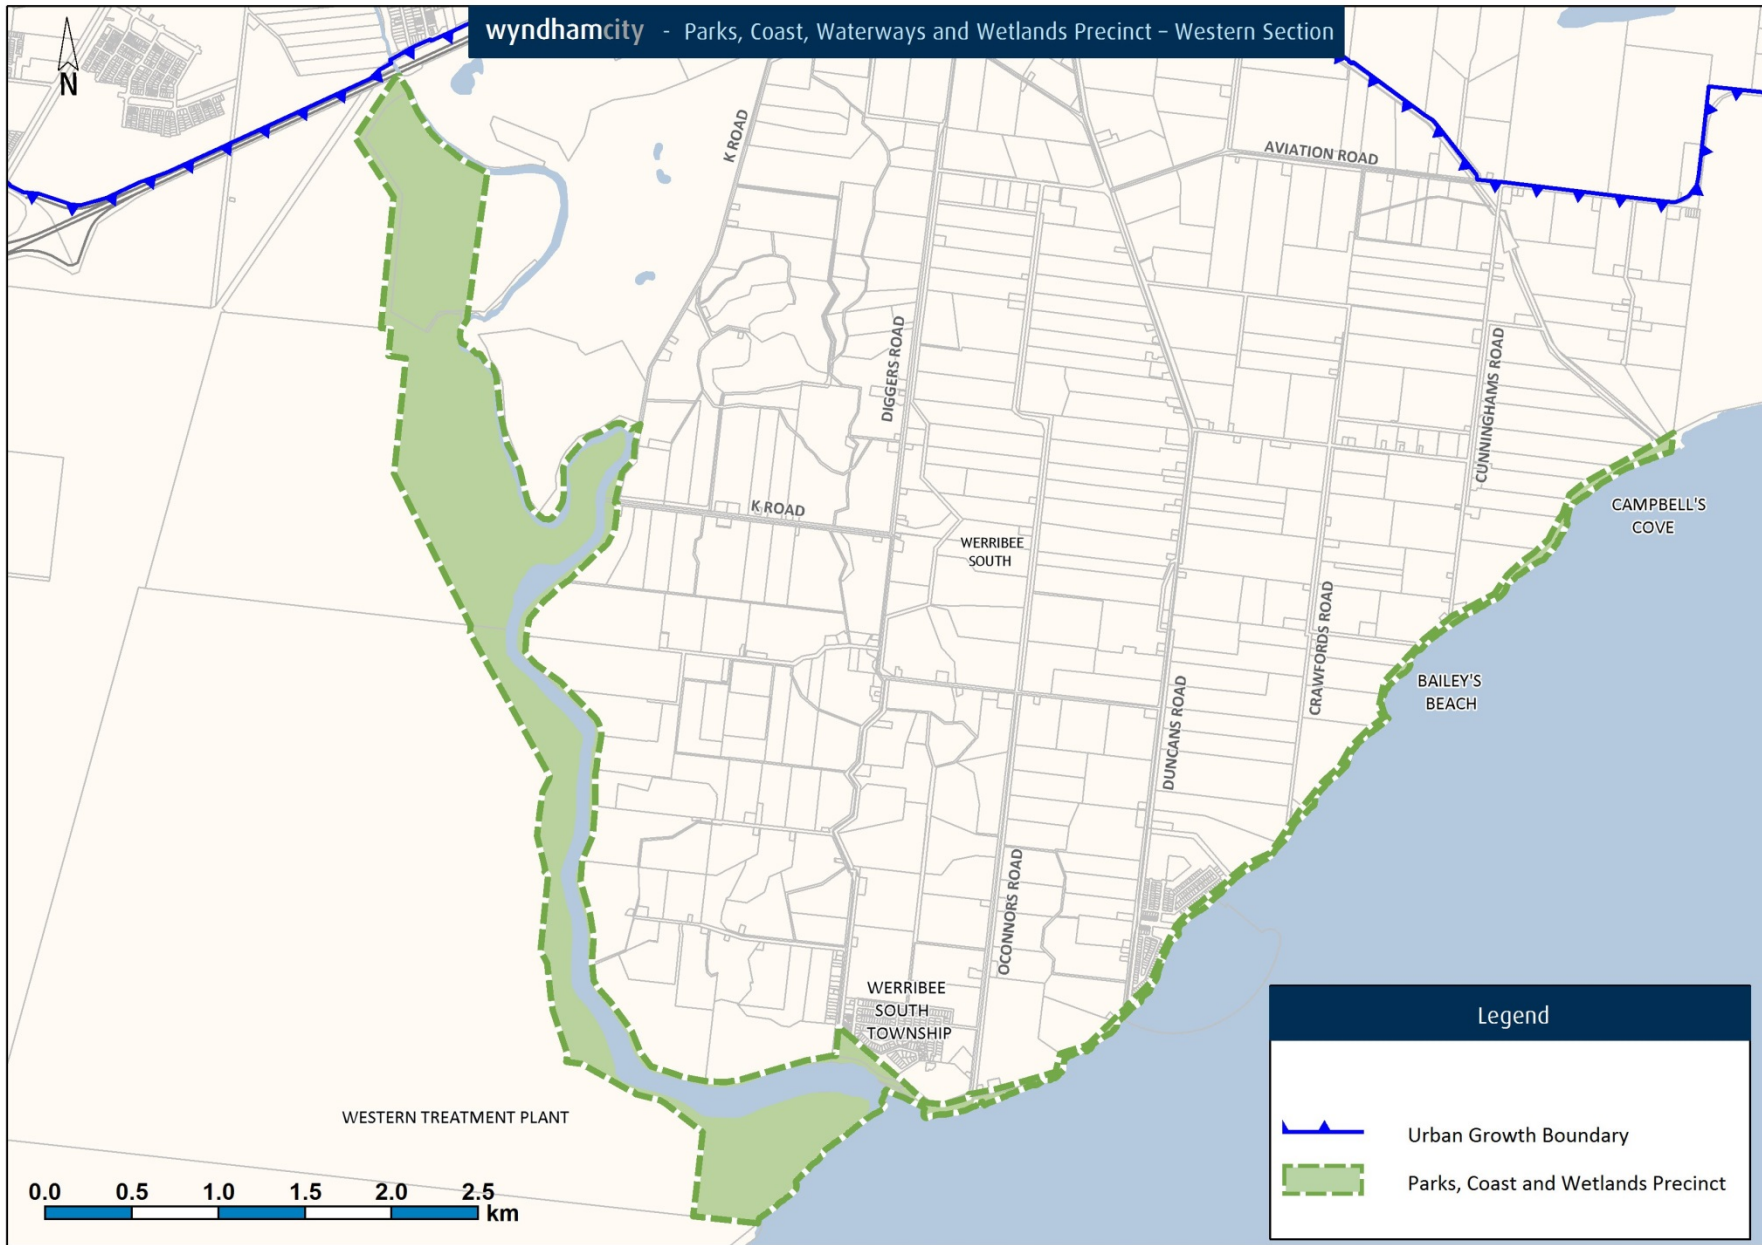 wyndhamcity - Parks, Coast, Waterways and Wetlands Precinct – Western Section
N
K ROAD
AVIATION ROAD
DIGGERS ROAD
CUNNINGHAMS ROAD
CAMPBELL'S
COVE
K ROAD
WERRIBEE
SOUTH
CRAWFORDS ROAD
BAILEY'S
BEACH
DUNCANS ROAD
OCONNORS ROAD
WERRIBEE
SOUTH
TOWNSHIP
WESTERN TREATMENT PLANT
0.0 0.5 1.0 1.5 2.0 2.5
km
Legend
Urban Growth Boundary
Parks, Coast and Wetlands Precinct